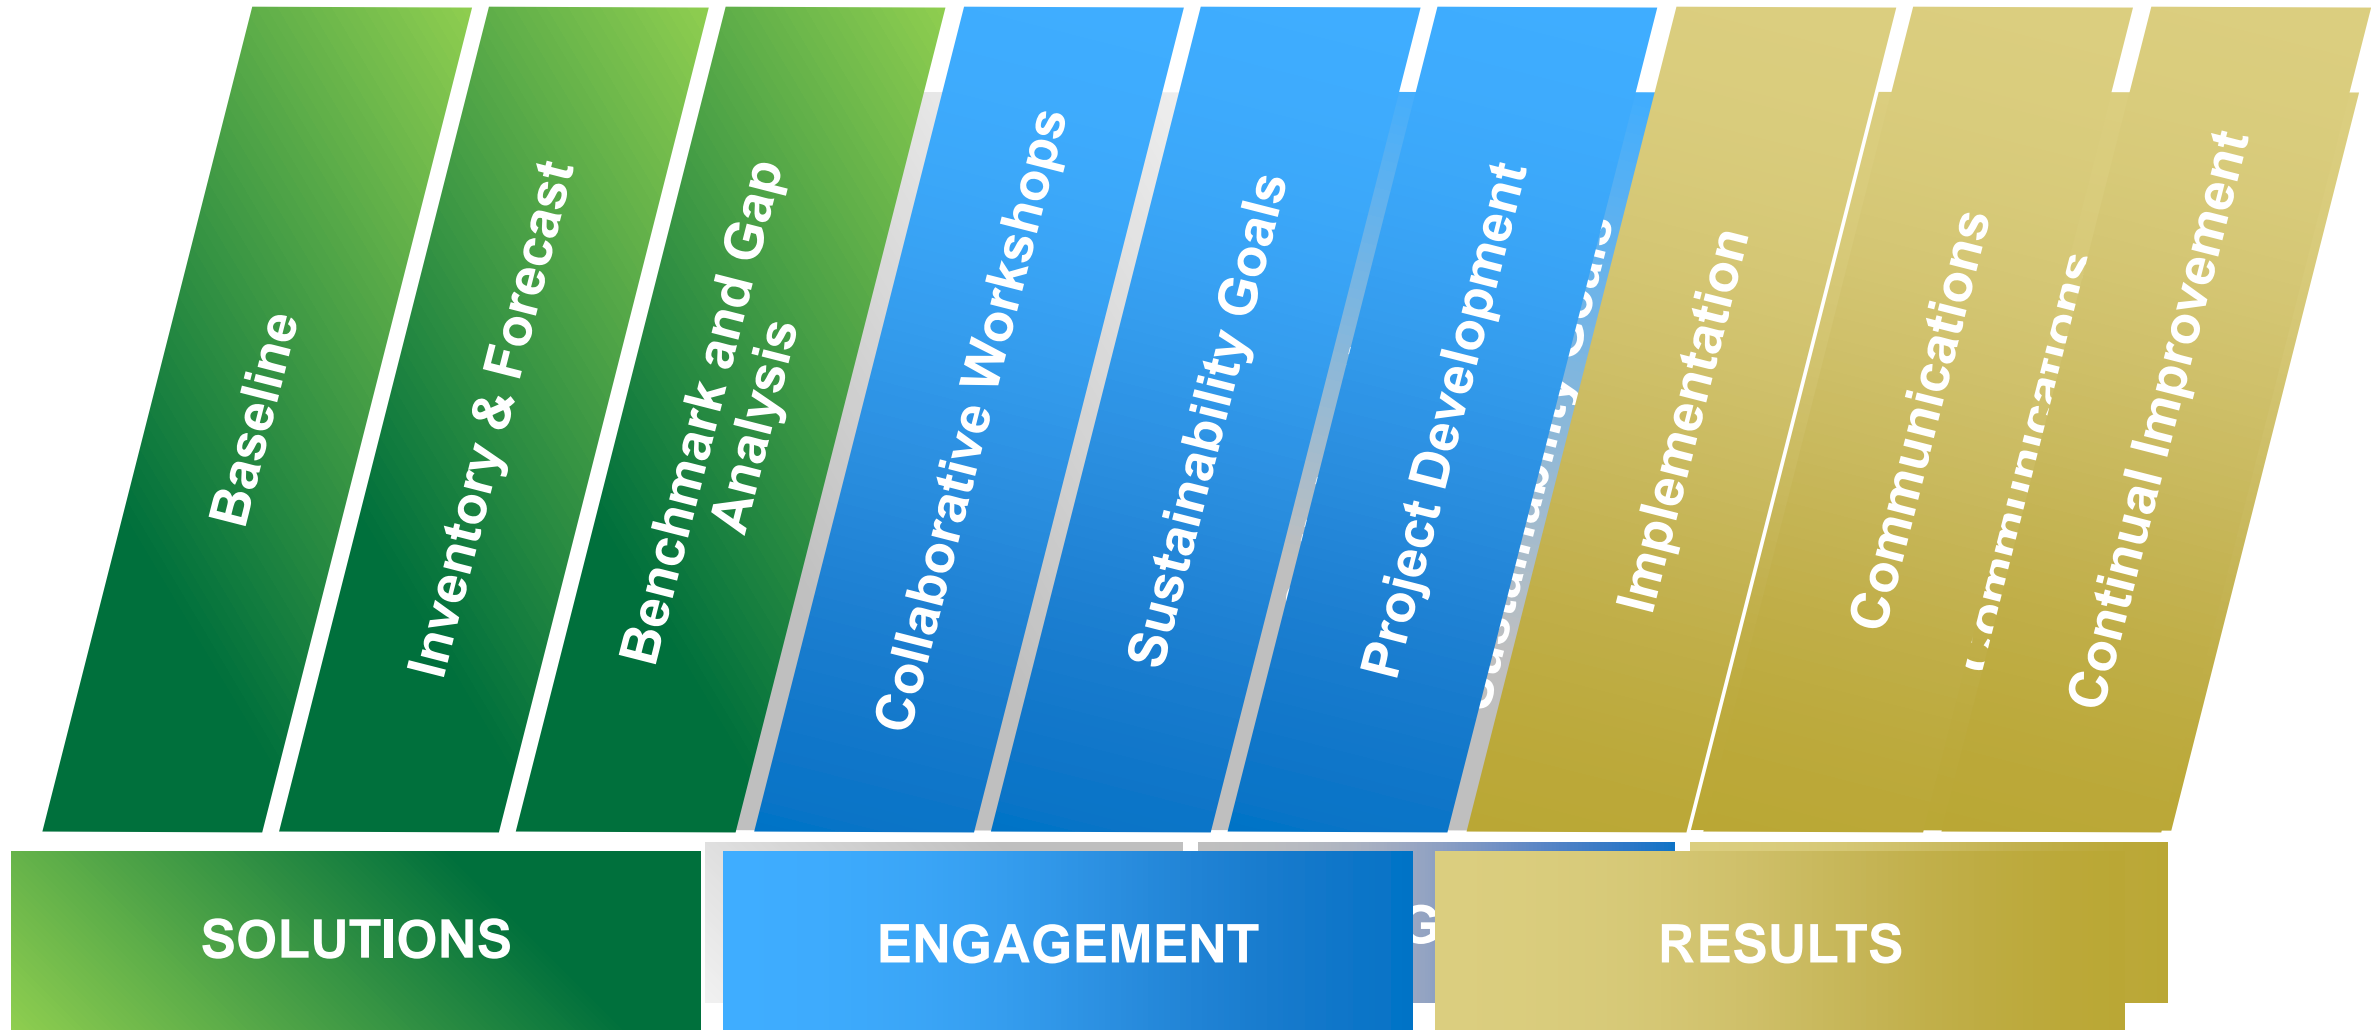 Baseline
Inventory & Forecast
Benchmark and Gap
Analysis
Collaborative Workshops
Sustainability Goals
Project Development
Implementation
Communications
Continual Improvement
SOLUTIONS
ENGAGEMENT
G
RESULTS